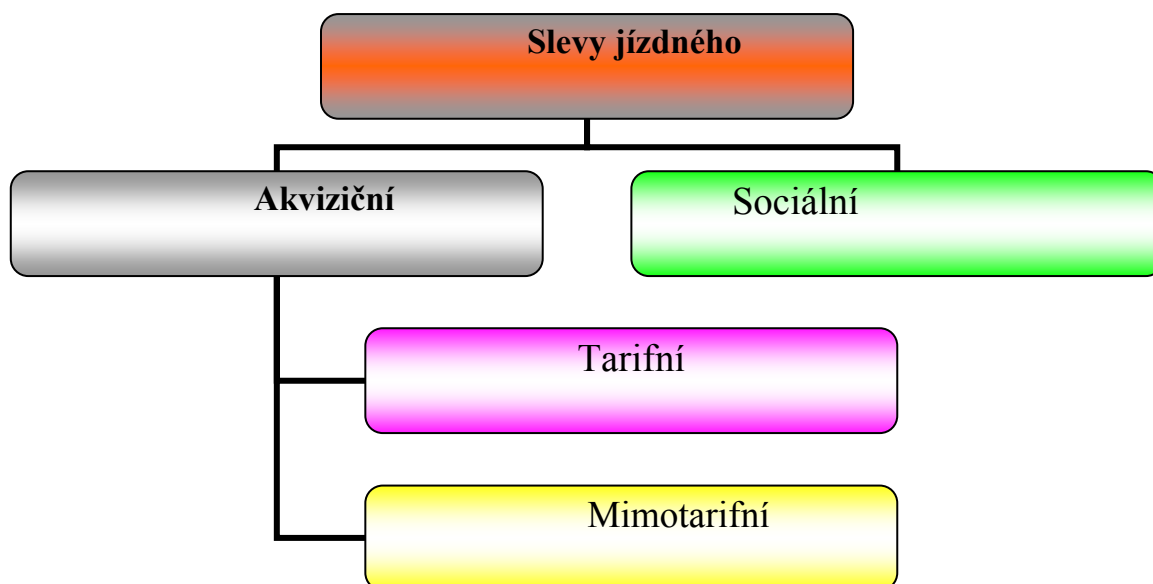 Slevy jízdného
Akviziční
Sociální
Tarifní
Mimotarifní